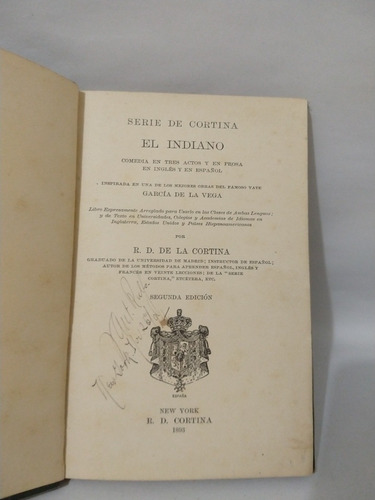 SERIE DE CORTINA
EL INDIANO
COMEDIA EN TRES ACTOS Y EN PROSA
EN INGLÉS Y EN ESPAÑOL
INSPIRADA EN UNA DE LOS MEJORES OBRAS DEL FAMOSO VATE
GARCÍA DE LA VEGA
Libro Expresamente Arreglado para Usarlo en las Clases de Ambas Lenguas;
y de Texto en Universidades, Colegios y Academias de Idiomas en
Inglaterra, Estados Unidos y Países Hispanoamericanos
POR
R. D. DE LA CORTINA
GRADUADO DE LA UNIVERSIDAD DE MADRID; INSTRUCTOR DE ESPAÑOL;
AUTOR DE LOS MÉTODOS PARA APRENDER ESPAÑOL, INGLÉS Y
FRANCÉS EN VEINTE LECCIONES; DE LA "SERIE
CORTINA," ETCÉTERA, ETC.
SEGUNDA EDICIÓN
ESPAÑA
NEW YORK
R. D. CORTINA
1893